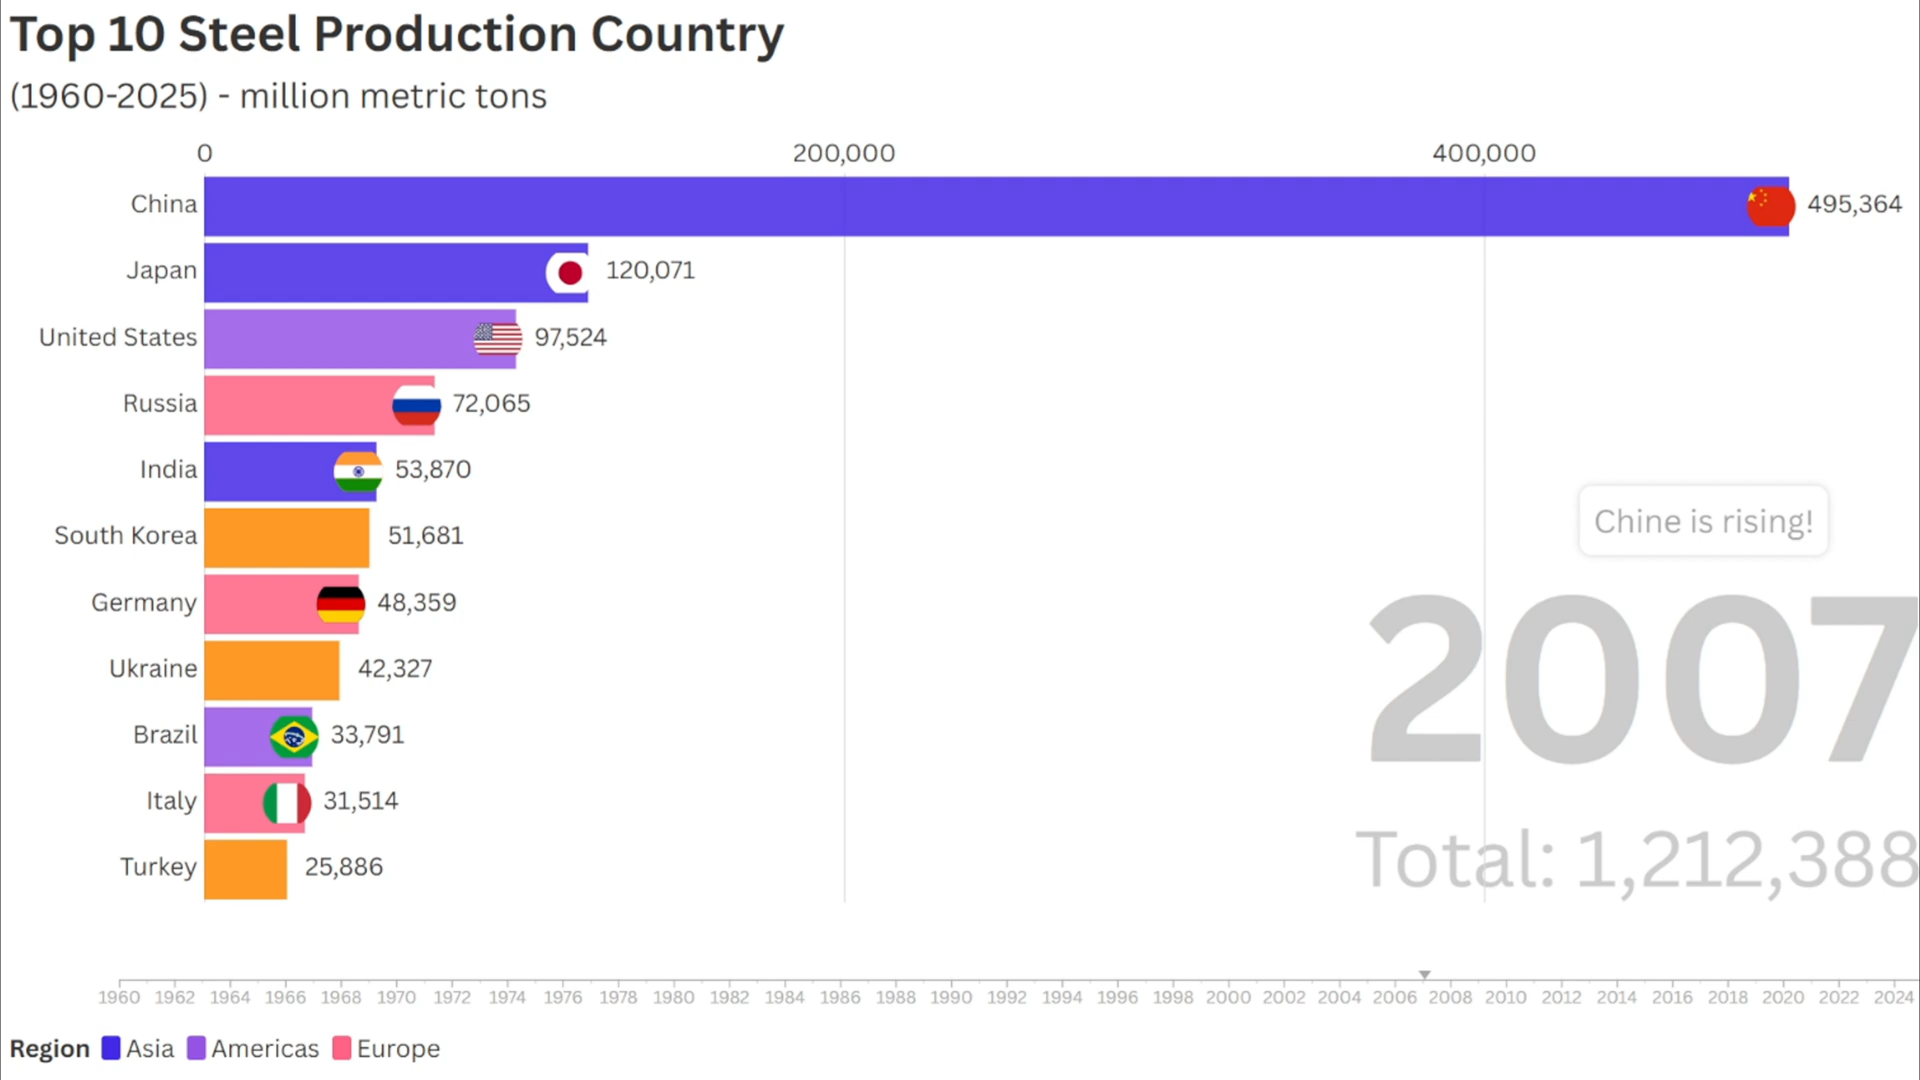 Top 10 Steel Production Country
(1960-2025) - million metric tons
0 200,000 400,000
China 495,364
Japan 120,071
United States 97,524
Russia 72,065
India 53,870
South Korea 51,681
Germany 48,359
Ukraine 42,327
Brazil 33,791
Italy 31,514
Turkey 25,886
Chine is rising!
2007
Total: 1,212,388
1960 1962 1964 1966 1968 1970 1972 1974 1976 1978 1980 1982 1984 1986 1988 1990 1992 1994 1996 1998 2000 2002 2004 2006 2008 2010 2012 2014 2016 2018 2020 2022 2024
Region Asia Americas Europe